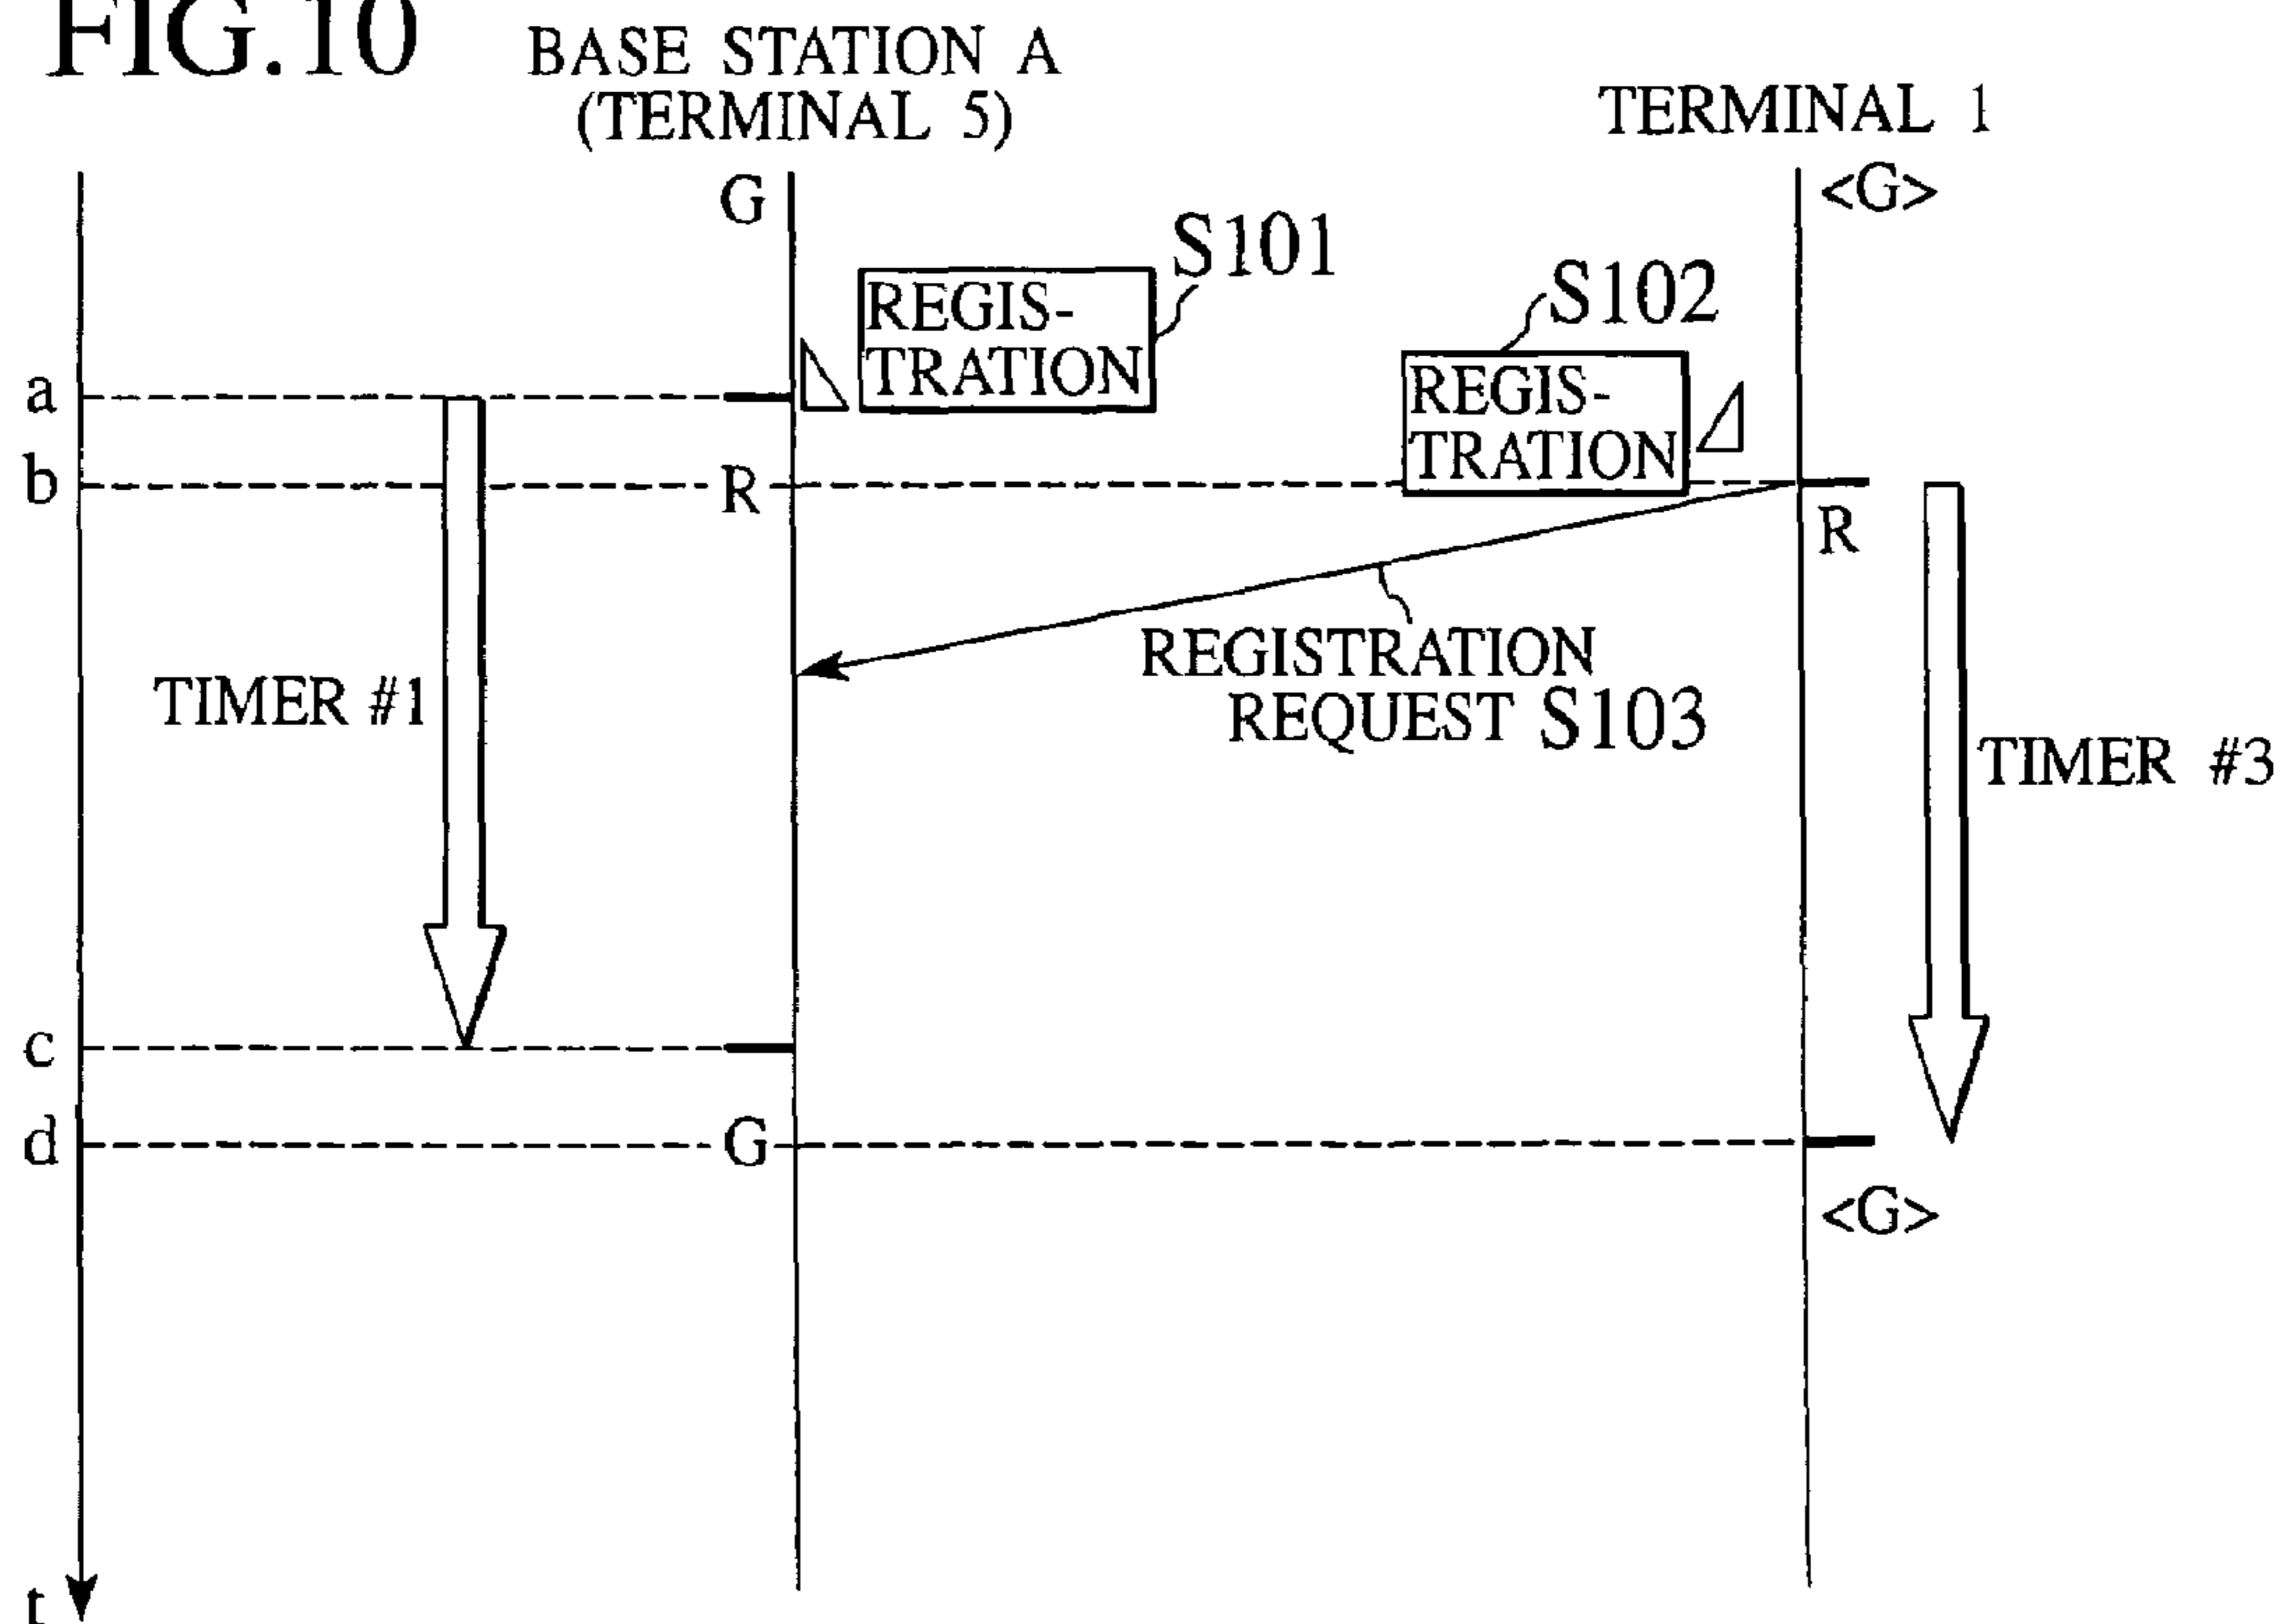 FIG.10
BASE STATION A
(TERMINAL 5)
TERMINAL 1
G
<G>
S101
REGIS-
TRATION
S102
REGIS-
TRATION
a
b
R
R
REGISTRATION
REQUEST S103
TIMER #1
TIMER #3
c
d
G
<G>
t